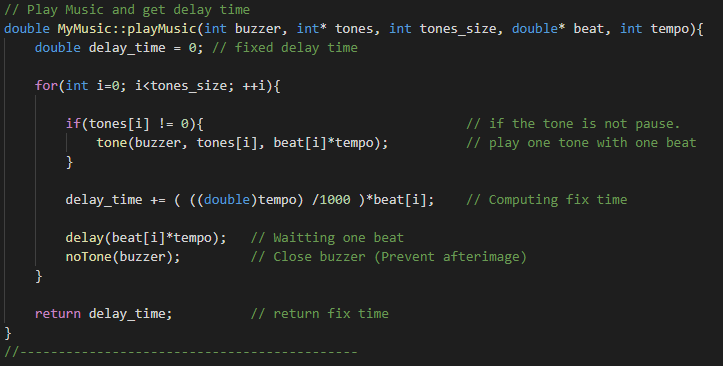 // Play Music and get delay time
double MyMusic::playMusic(int buzzer, int* tones, int tones_size, double* beat, int tempo){
    double delay_time = 0; // fixed delay time
    for(int i=0; i<tones_size; ++i){
        if(tones[i] != 0){                                  // if the tone is not pause.
            tone(buzzer, tones[i], beat[i]*tempo);          // play one tone with one beat
        }
        delay_time += ( ((double)tempo) /1000 )*beat[i];    // Computing fix time
        delay(beat[i]*tempo);   // Waitting one beat
        noTone(buzzer);         // Close buzzer (Prevent afterimage)
    }
    return delay_time;          // return fix time
}
//--------------------------------------------